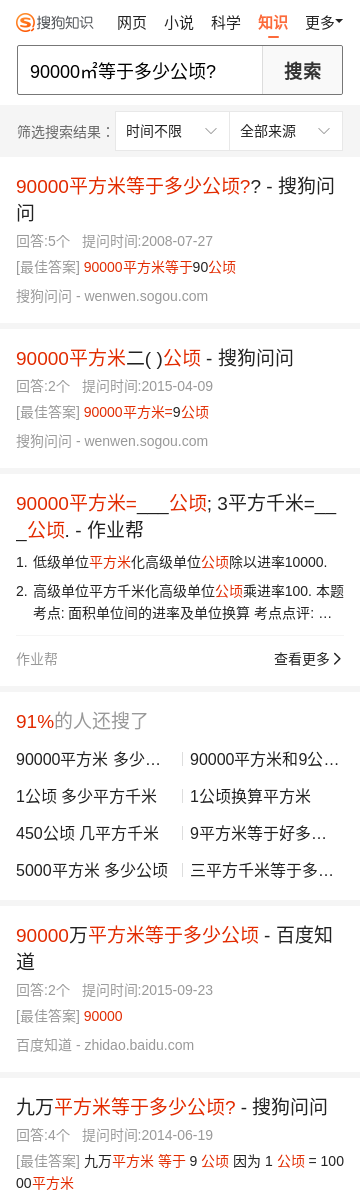 搜狗知识 网页 小说 科学 知识 更多
90000㎡等于多少公顷? 搜索
筛选搜索结果： 时间不限 全部来源
90000平方米等于多少公顷?? - 搜狗问
问
回答:5个 提问时间:2008-07-27
[最佳答案] 90000平方米等于90公顷
搜狗问问 - wenwen.sogou.com
90000平方米二( )公顷 - 搜狗问问
回答:2个 提问时间:2015-04-09
[最佳答案] 90000平方米=9公顷
搜狗问问 - wenwen.sogou.com
90000平方米=___公顷; 3平方千米=__
_公顷. - 作业帮
1. 低级单位平方米化高级单位公顷除以进率10000.
2. 高级单位平方千米化高级单位公顷乘进率100. 本题
考点: 面积单位间的进率及单位换算 考点点评: …
作业帮 查看更多
91%的人还搜了
90000平方米 多少… 90000平方米和9公…
1公顷 多少平方千米 1公顷换算平方米
450公顷 几平方千米 9平方米等于好多…
5000平方米 多少公顷 三平方千米等于多…
90000万平方米等于多少公顷 - 百度知
道
回答:2个 提问时间:2015-09-23
[最佳答案] 90000
百度知道 - zhidao.baidu.com
九万平方米等于多少公顷? - 搜狗问问
回答:4个 提问时间:2014-06-19
[最佳答案] 九万平方米 等于 9 公顷 因为 1 公顷 = 100
00平方米